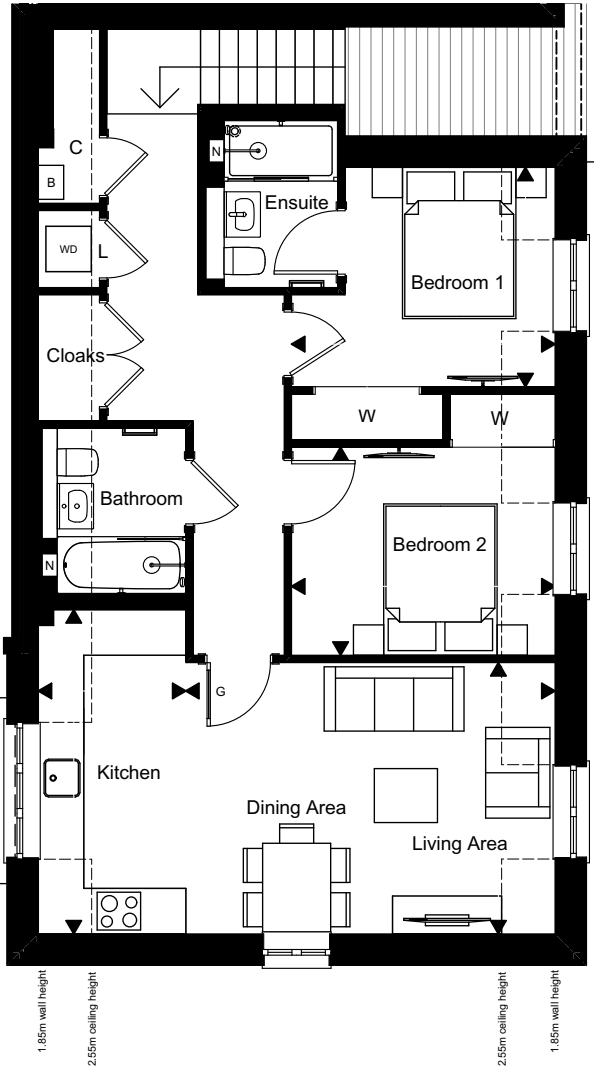 C
B
N
Ensuite
WD
L
Bedroom 1
Cloaks
W
W
Bathroom
Bedroom 2
N
G
Kitchen
Dining Area
Living Area
1.85m wall height
2.55m ceiling height
2.55m ceiling height
1.85m wall height